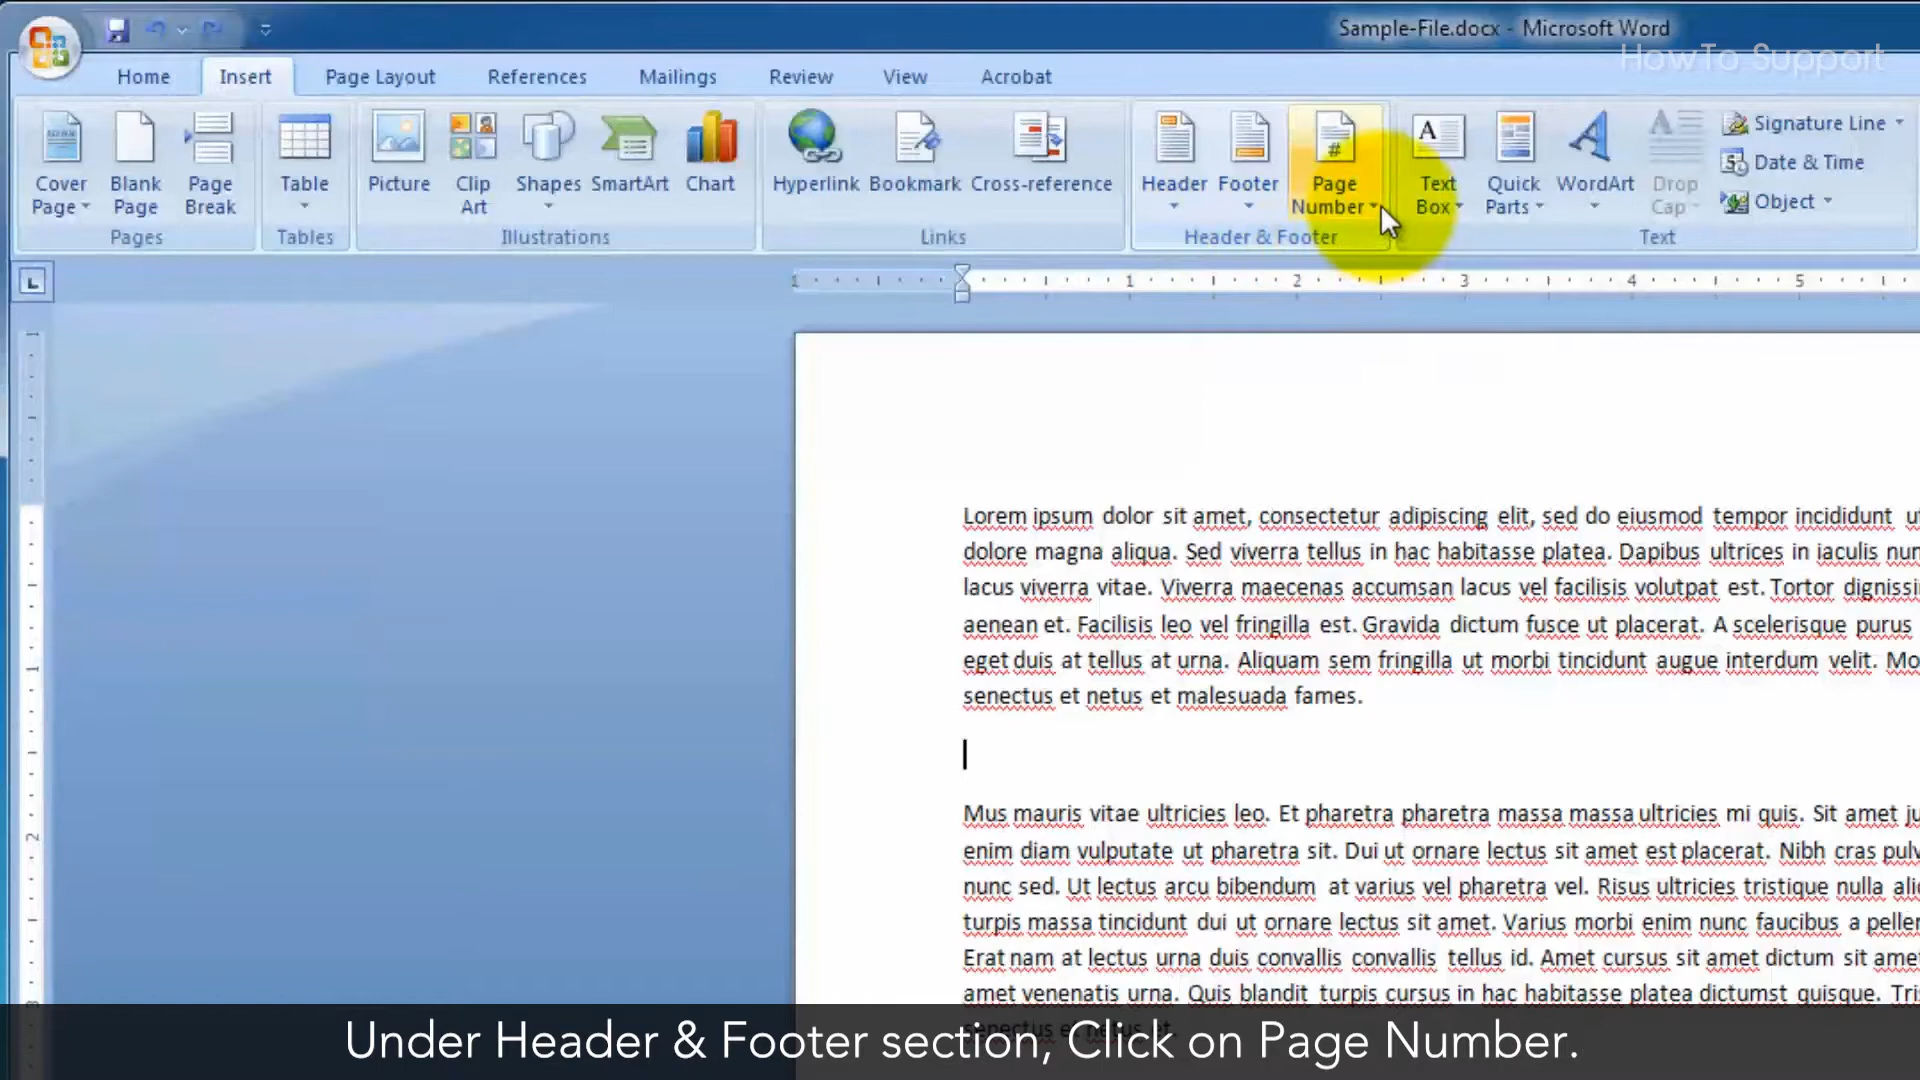 Sample-File.docx - Microsoft Word
HowTo Support
Home Insert Page Layout References Mailings Review View Acrobat
Cover Page Blank Page Page Break Table Picture Clip Art Shapes SmartArt Chart Hyperlink Bookmark Cross-reference Header Footer Page Number Text Box Quick Parts WordArt Drop Cap Signature Line
Date & Time
Object
Pages Tables Illustrations Links Header & Footer Text
1 1 2 3 4 5
Lorem ipsum dolor sit amet, consectetur adipiscing elit, sed do eiusmod tempor incididunt
dolore magna aliqua. Sed viverra tellus in hac habitasse platea. Dapibus ultrices in iaculis
lacus viverra vitae. Viverra maecenas accumsan lacus vel facilisis volutpat est. Tortor
aenean et. Facilisis leo vel fringilla est. Gravida dictum fusce ut placerat. A scelerisque purus
eget duis at tellus at urna. Aliquam sem fringilla ut morbi tincidunt augue interdum velit.
senectus et netus et malesuada fames.
Mus mauris vitae ultricies leo. Et pharetra pharetra massa massa ultricies mi quis. Sit amet
enim diam vulputate ut pharetra sit. Dui ut ornare lectus sit amet est placerat. Nibh cras
nunc sed. Ut lectus arcu bibendum at varius vel pharetra vel. Risus ultricies tristique nulla
turpis massa tincidunt dui ut ornare lectus sit amet. Varius morbi enim nunc faucibus a
Erat nam at lectus urna duis convallis convallis tellus id. Amet cursus sit amet dictum sit
amet venenatis urna. Quis blandit turpis cursus in hac habitasse platea dictumst quisque.
Under Header & Footer section, Click on Page Number.